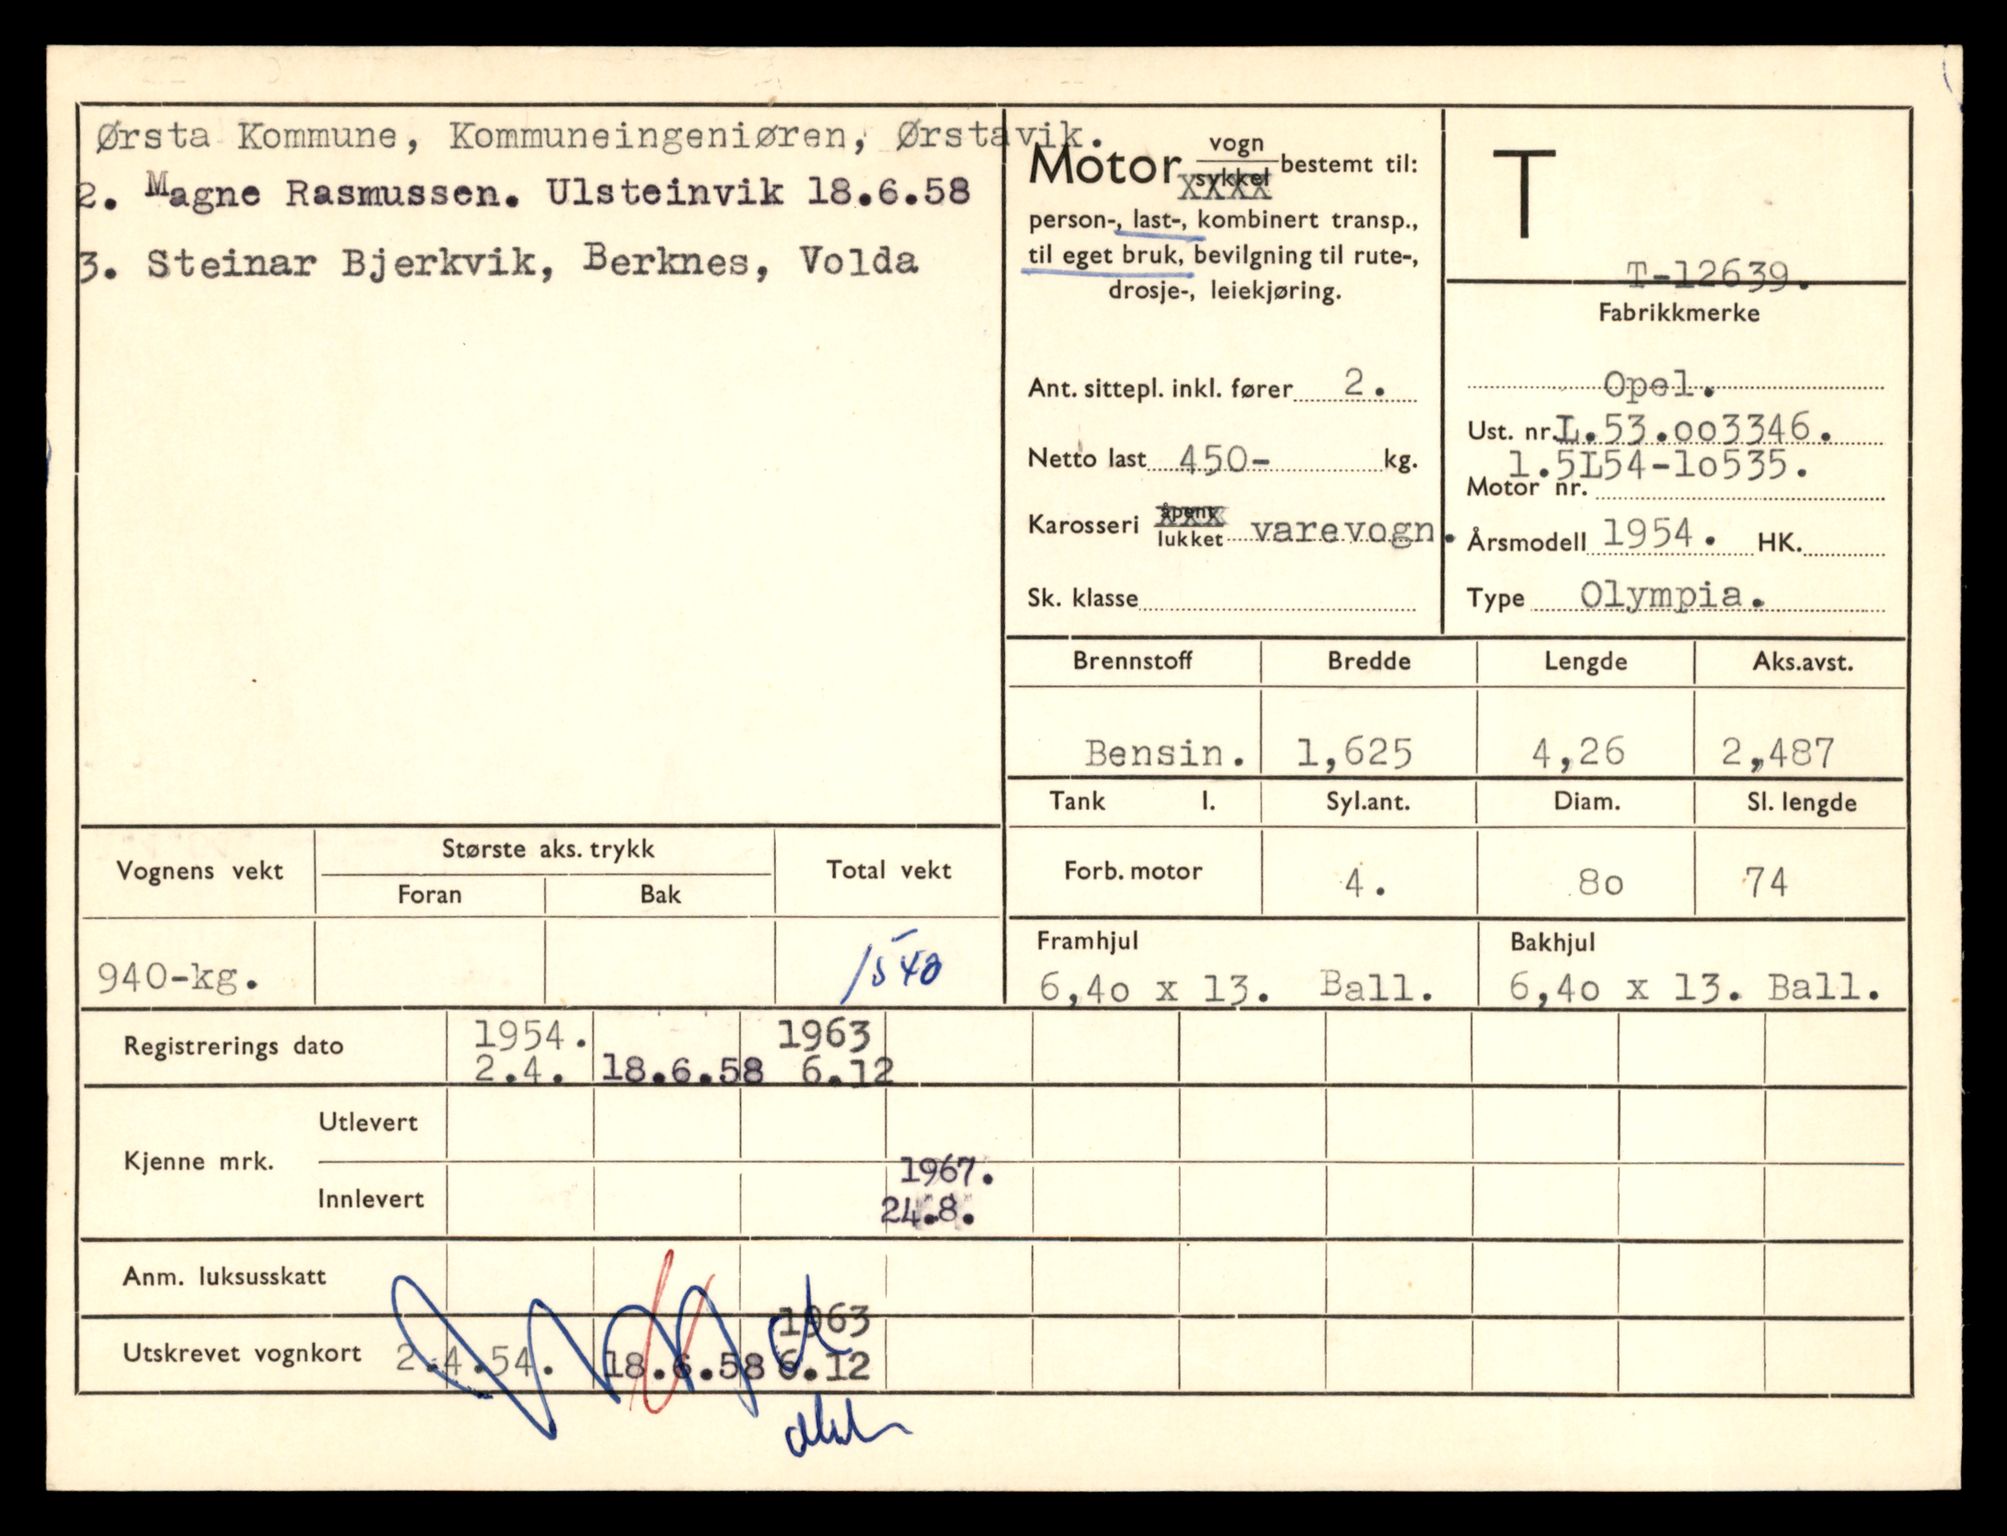 Ørsta Kommune, Kommuneingeniøren, Ørstavik.
2. Magne Rasmussen. Ulsteinvik 18.6.58
3. Steinar Bjerkvik, Berknes, Volda
Motor vogn sykkel bestemt til:
XXXX
person-, last-, kombinert transp.,
til eget bruk, bevilgning til rute-,
drosje-, leiekjøring.
Ant. sittepl. inkl. fører 2.
Netto last 450- kg.
Karosseri åpent lukket varevogn.
XXX
Sk. klasse
T
T-12639.
Fabrikkmerke
Opel.
Ust. nr. L.53.oo3346.
1.5L54-1o535.
Motor nr.
Årsmodell 1954. HK.
Type Olympia.
Brennstoff Bredde Lengde Aks.avst.
Bensin. 1,625 4,26 2,487
Tank l. Syl.ant. Diam. Sl. lengde
Forb. motor 4. 8o 74
Framhjul Bakhjul
6,4o x 13. Ball. 6,4o x 13. Ball.
Vognens vekt Største aks. trykk Total vekt
Foran Bak
940-kg. 1540
Registrerings dato 1954. 1963
2.4. 18.6.58 6.12
Utlevert
Kjenne mrk.
1967.
Innlevert 24.8.
Anm. luksusskatt
1963
Utskrevet vognkort 2.4.54. 18.6.58 6.12